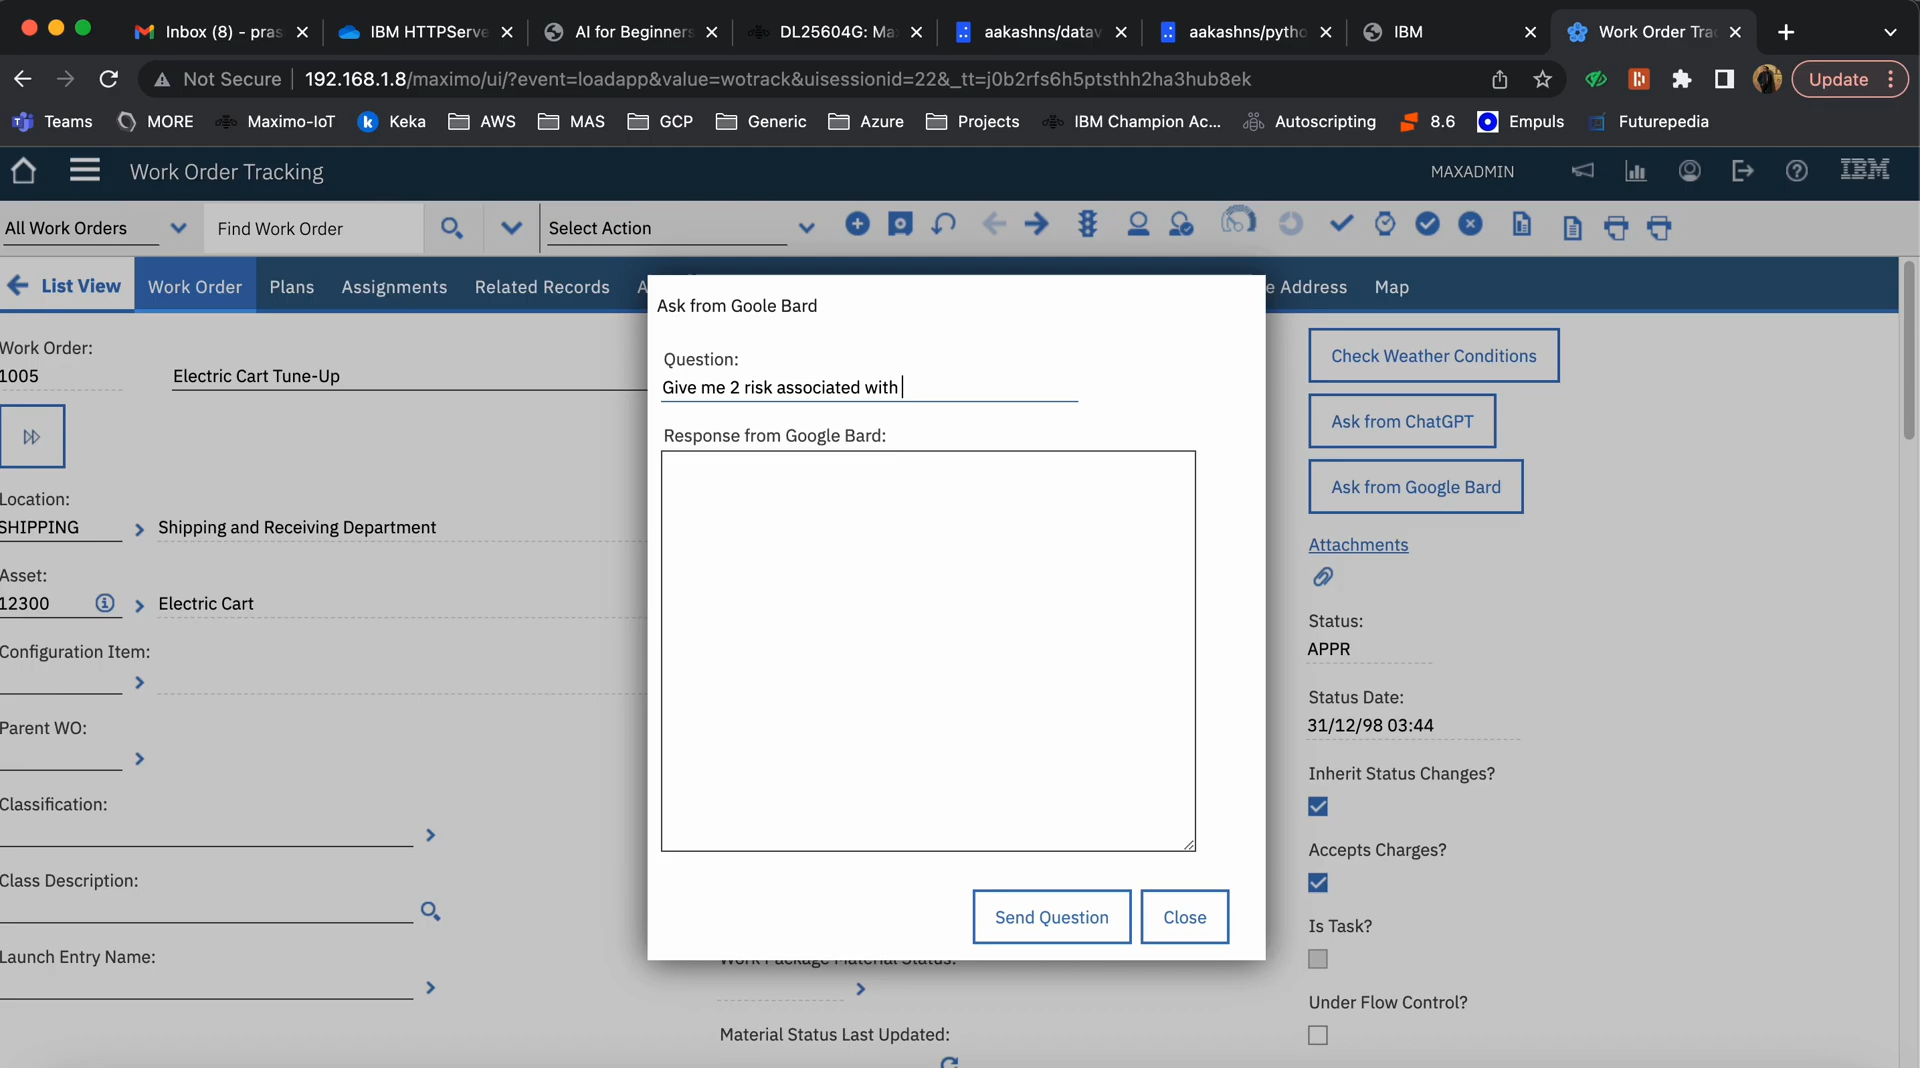 Inbox (8) - pras
IBM HTTPServe
AI for Beginners
DL25604G: Ma
aakashns/datav
aakashns/pytho
IBM
Work Order Tra
Not Secure
192.168.1.8/maximo/ui/?event=loadapp&value=wotrack&uisessionid=22&_tt=j0b2rfs6h5ptsthh2ha3hub8ek
Update
Teams
MORE
Maximo-IoT
Keka
AWS
MAS
GCP
Generic
Azure
Projects
IBM Champion Ac...
Autoscripting
8.6
Empuls
Futurepedia
Work Order Tracking
MAXADMIN
IBM
All Work Orders
Find Work Order
Select Action
List View
Work Order
Plans
Assignments
Related Records
A
e Address
Map
Work Order:
1005
Electric Cart Tune-Up
Location:
SHIPPING
Shipping and Receiving Department
Asset:
12300
Electric Cart
Configuration Item:
Parent WO:
Classification:
Class Description:
Launch Entry Name:
Ask from Goole Bard
Question:
Give me 2 risk associated with
Response from Google Bard:
Send Question
Close
Work Package Material Status:
Material Status Last Updated:
Check Weather Conditions
Ask from ChatGPT
Ask from Google Bard
Attachments
Status:
APPR
Status Date:
31/12/98 03:44
Inherit Status Changes?
Accepts Charges?
Is Task?
Under Flow Control?